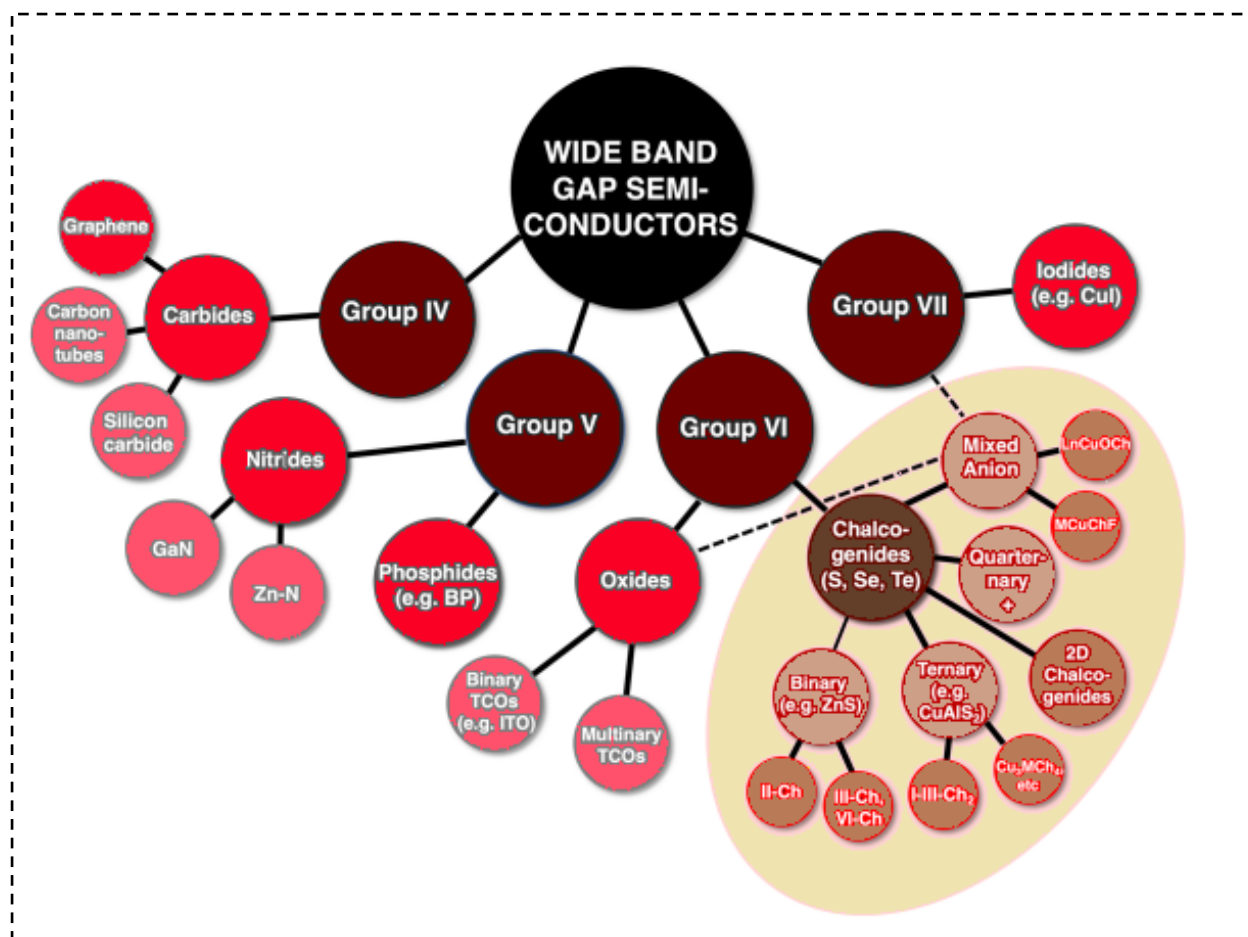 WIDE BAND
GAP SEMI-
CONDUCTORS
Graphene
Carbides
Carbon
nano-
tubes
Silicon
carbide
Group IV
Group VII
Iodides
(e.g. CuI)
Group V
Group VI
Nitrides
GaN
Zn-N
Phosphides
(e.g. BP)
Oxides
Binary
TCOs
(e.g. ITO)
Multinary
TCOs
Mixed
Anion
LnCuOCh
MCuChF
Chalco-
genides
(S, Se, Te)
Quarter-
nary
+
2D
Chalco-
genides
Binary
(e.g. ZnS)
Ternary
(e.g.
CuAlS₂)
II-Ch
III-Ch,
VI-Ch
I-III-Ch₂
Cu₃MCh₄,
etc